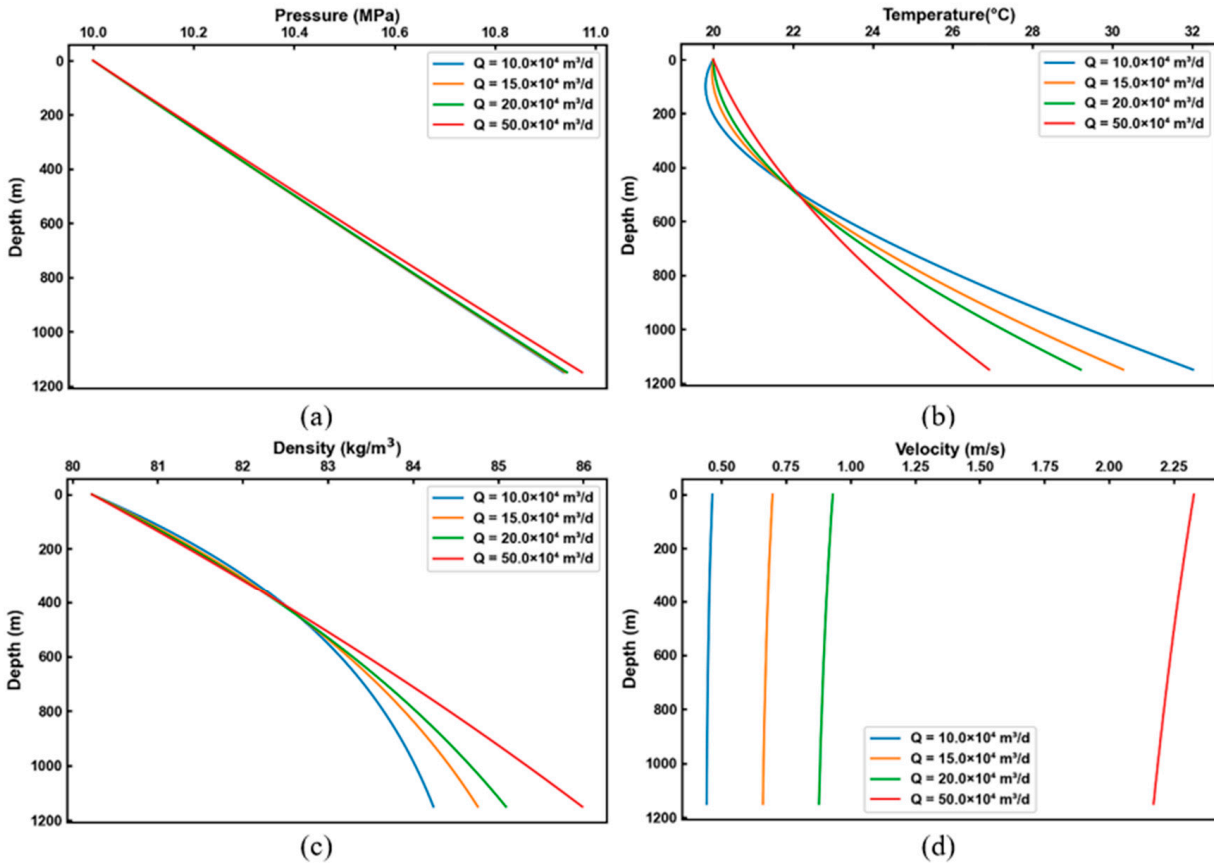 Pressure (MPa)
10.0 10.2 10.4 10.6 10.8 11.0
0
200
400
600
800
1000
1200
Depth (m)
Q = 10.0×10⁴ m³/d
Q = 15.0×10⁴ m³/d
Q = 20.0×10⁴ m³/d
Q = 50.0×10⁴ m³/d
(a)
Temperature(°C)
20 22 24 26 28 30 32
0
200
400
600
800
1000
1200
Depth (m)
Q = 10.0×10⁴ m³/d
Q = 15.0×10⁴ m³/d
Q = 20.0×10⁴ m³/d
Q = 50.0×10⁴ m³/d
(b)
Density (kg/m³)
80 81 82 83 84 85 86
0
200
400
600
800
1000
1200
Depth (m)
Q = 10.0×10⁴ m³/d
Q = 15.0×10⁴ m³/d
Q = 20.0×10⁴ m³/d
Q = 50.0×10⁴ m³/d
(c)
Velocity (m/s)
0.50 0.75 1.00 1.25 1.50 1.75 2.00 2.25
0
200
400
600
800
1000
1200
Depth (m)
Q = 10.0×10⁴ m³/d
Q = 15.0×10⁴ m³/d
Q = 20.0×10⁴ m³/d
Q = 50.0×10⁴ m³/d
(d)